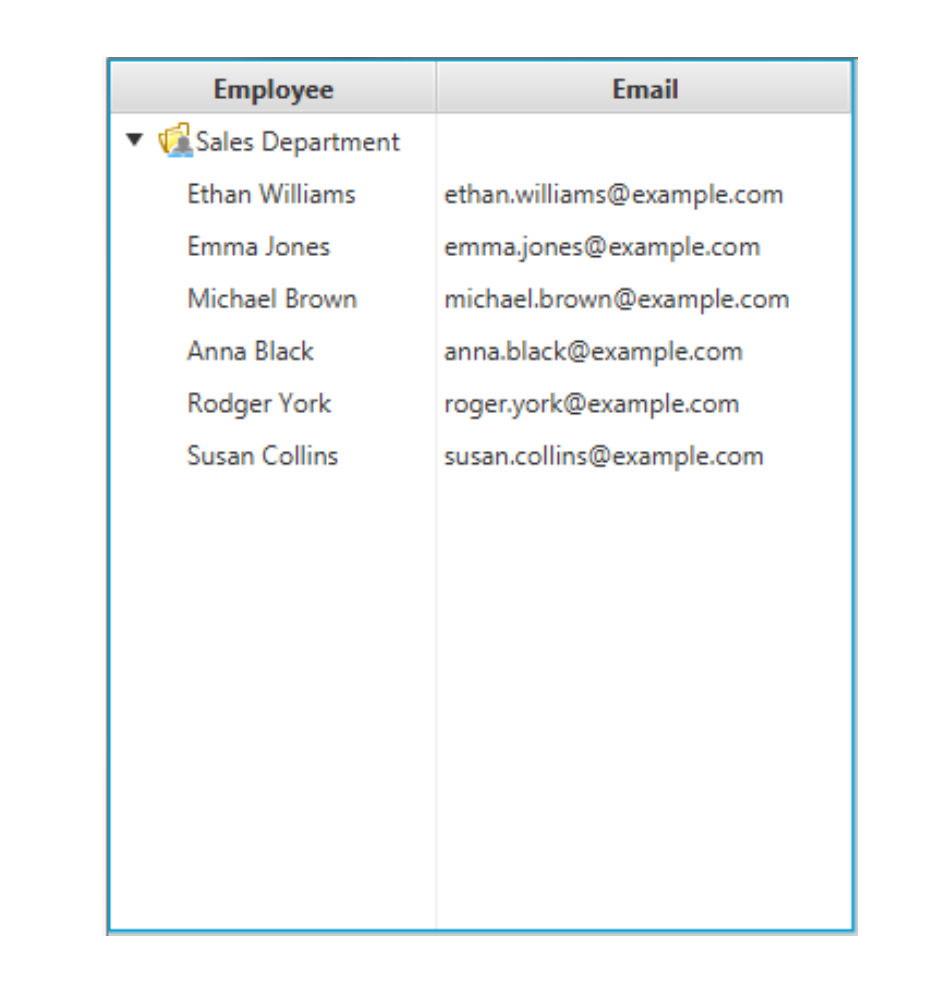 Employee Email
Sales Department
Ethan Williams ethan.williams@example.com
Emma Jones emma.jones@example.com
Michael Brown michael.brown@example.com
Anna Black anna.black@example.com
Rodger York roger.york@example.com
Susan Collins susan.collins@example.com